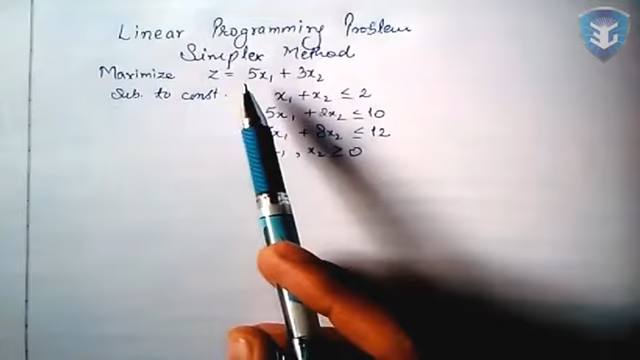 Linear Programming Problem
Simplex Method
Maximize z = 5x₁ + 3x₂
Sub. to const. x₁ + x₂ ≤ 2
5x₁ + 2x₂ ≤ 10
x₁ + 8x₂ ≤ 12
x₂ ≥ 0